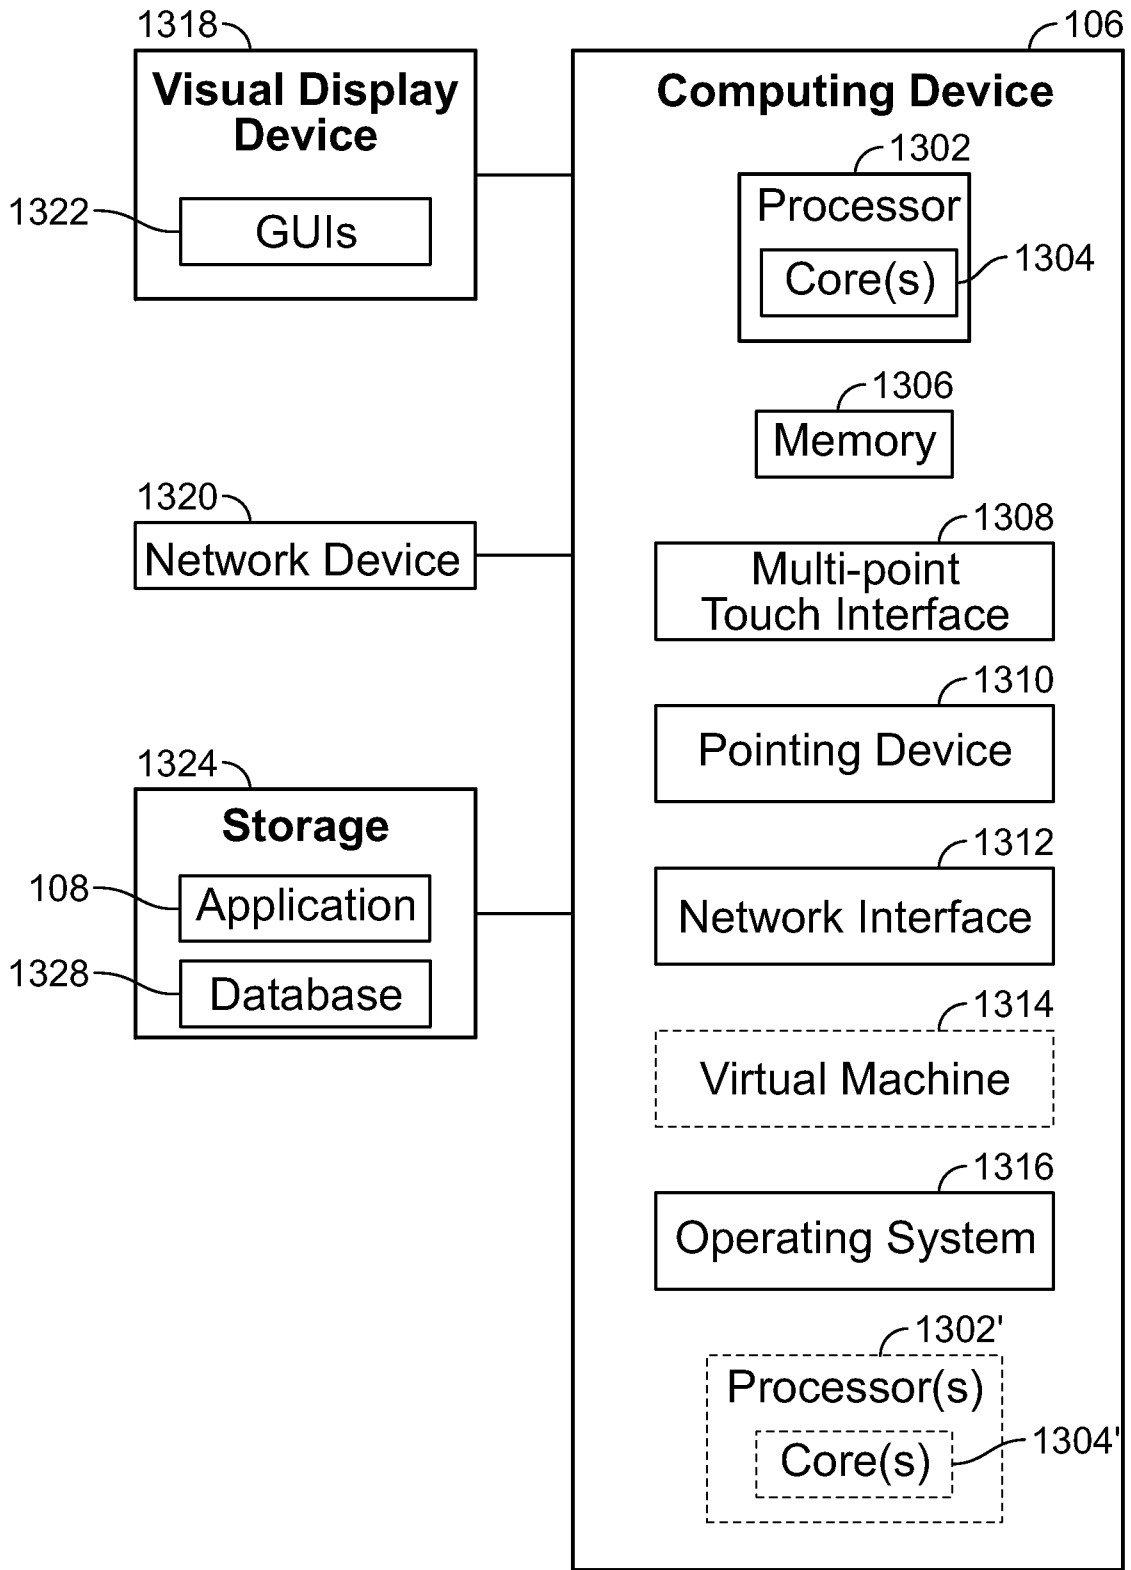 1318
Visual Display
Device
1322
GUIs
1320
Network Device
1324
Storage
108
Application
1328
Database
106
Computing Device
1302
Processor
1304
Core(s)
1306
Memory
1308
Multi-point
Touch Interface
1310
Pointing Device
1312
Network Interface
1314
Virtual Machine
1316
Operating System
1302'
Processor(s)
Core(s)
1304'